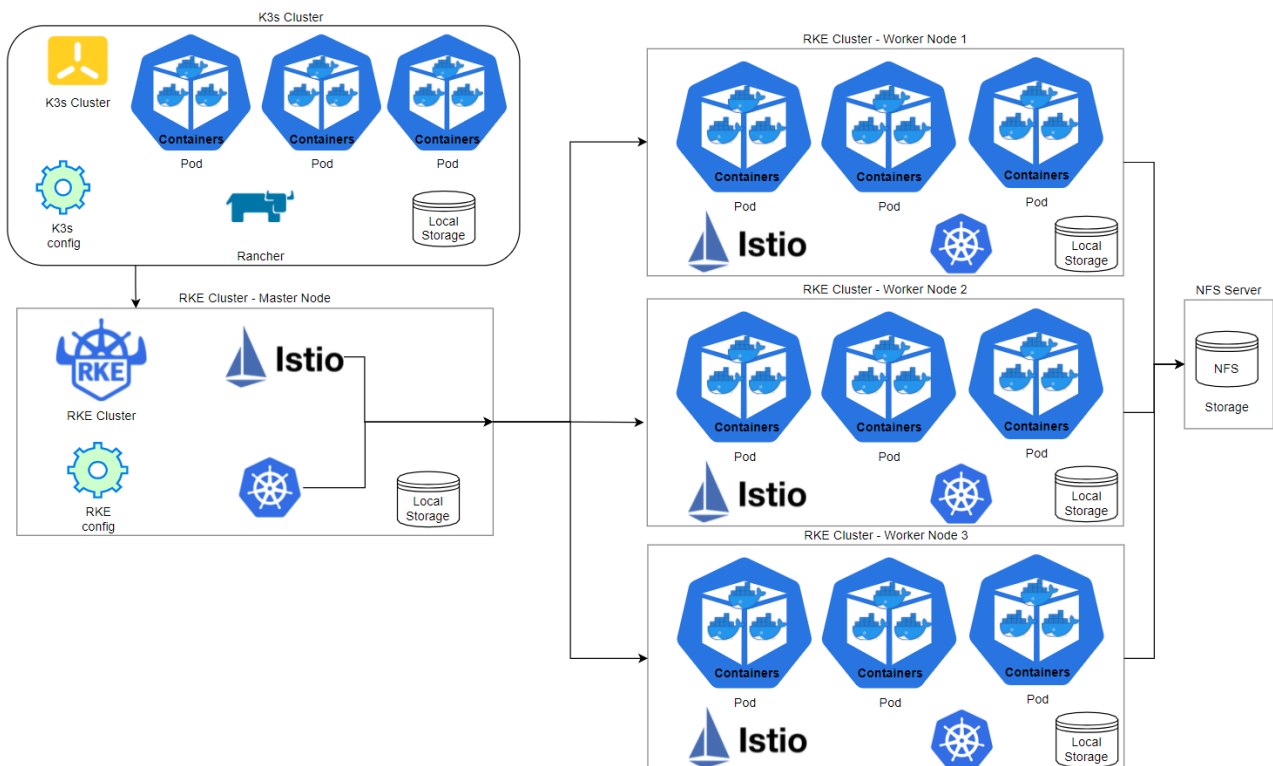 K3s Cluster
K3s Cluster
Containers
Containers
Containers
Pod
Pod
Pod
K3s
config
Rancher
Local
Storage
RKE Cluster - Master Node
RKE
RKE Cluster
Istio
RKE
config
Local
Storage
RKE Cluster - Worker Node 1
Containers
Containers
Containers
Pod
Pod
Pod
Istio
Local
Storage
RKE Cluster - Worker Node 2
Containers
Containers
Containers
Pod
Pod
Pod
Istio
Local
Storage
RKE Cluster - Worker Node 3
Containers
Containers
Containers
Pod
Pod
Pod
Istio
Local
Storage
NFS Server
NFS
Storage